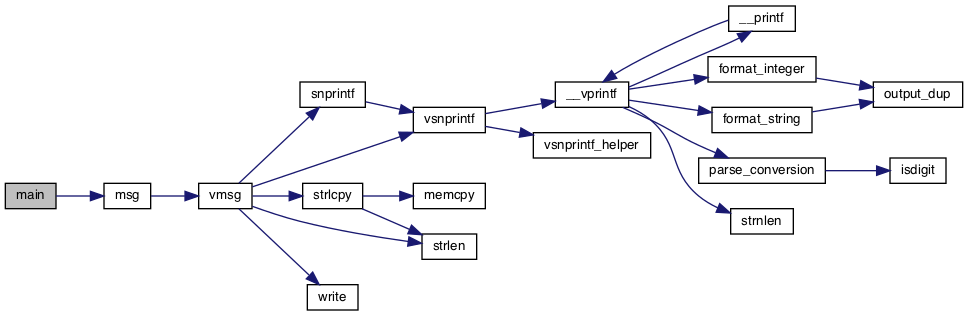 main
msg
vmsg
snprintf
strlcpy
write
vsnprintf
memcpy
strlen
__vprintf
vsnprintf_helper
__printf
format_integer
format_string
parse_conversion
strnlen
output_dup
isdigit